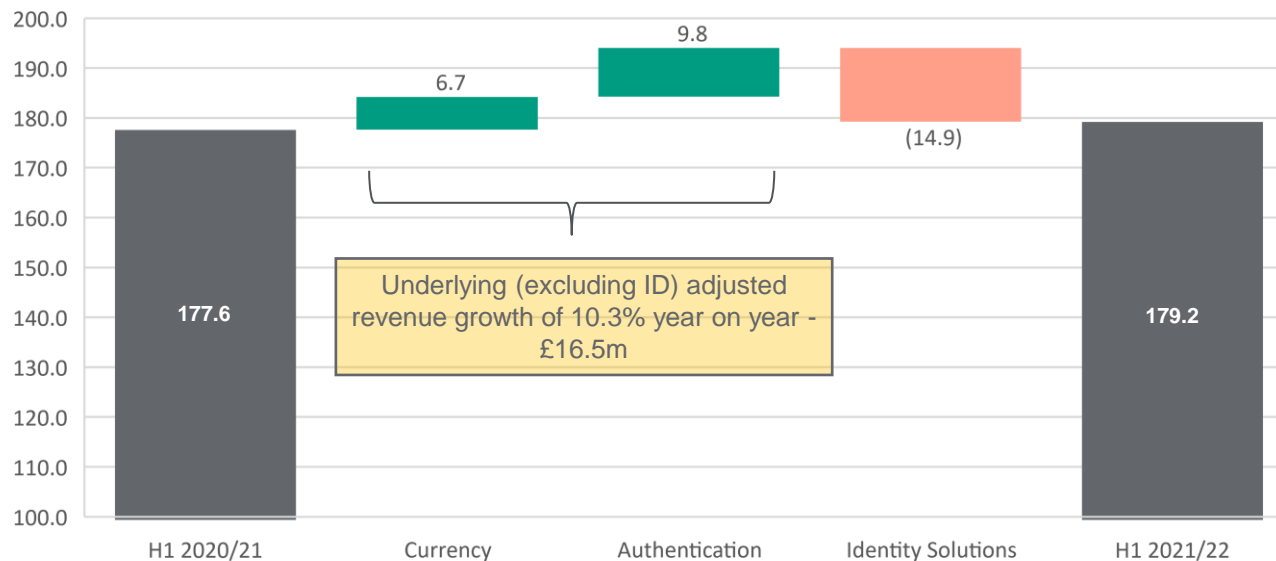 200.0
190.0
180.0
170.0
160.0
150.0
140.0
130.0
120.0
110.0
100.0
177.6
6.7
9.8
(14.9)
179.2
Underlying (excluding ID) adjusted
revenue growth of 10.3% year on year -
£16.5m
H1 2020/21
Currency
Authentication
Identity Solutions
H1 2021/22